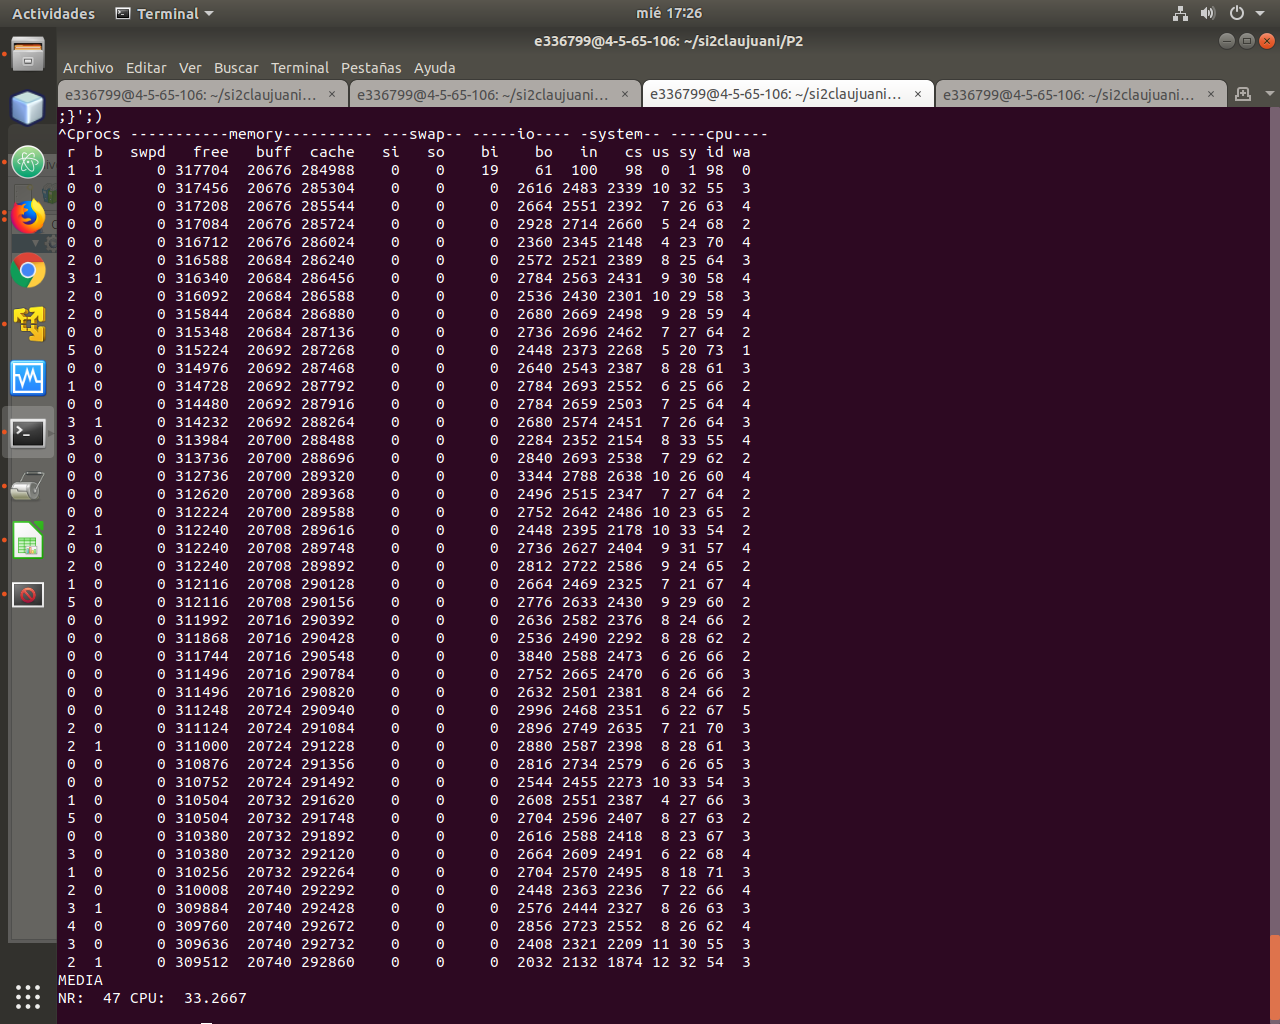 Actividades Terminal mié 17:26
e336799@4-5-65-106: ~/si2claujuani/P2
Archivo Editar Ver Buscar Terminal Pestañas Ayuda
e336799@4-5-65-106: ~/si2claujuani… × e336799@4-5-65-106: ~/si2claujuani… × e336799@4-5-65-106: ~/si2claujuani… × e336799@4-5-65-106: ~/si2claujuani… ×
;}';)
^Cprocs -----------memory---------- ---swap-- -----io---- -system-- ----cpu----
r b swpd free buff cache si so bi bo in cs us sy id wa
1 1 0 317704 20676 284988 0 0 19 61 100 98 0 1 98 0
0 0 0 317456 20676 285304 0 0 0 2616 2483 2339 10 32 55 3
0 0 0 317208 20676 285544 0 0 0 2664 2551 2392 7 26 63 4
0 0 0 317084 20676 285724 0 0 0 2928 2714 2660 5 24 68 2
0 0 0 316712 20676 286024 0 0 0 2360 2345 2148 4 23 70 4
2 0 0 316588 20684 286240 0 0 0 2572 2521 2389 8 25 64 3
3 1 0 316340 20684 286456 0 0 0 2784 2563 2431 9 30 58 4
2 0 0 316092 20684 286588 0 0 0 2536 2430 2301 10 29 58 3
2 0 0 315844 20684 286880 0 0 0 2680 2669 2498 9 28 59 4
0 0 0 315348 20684 287136 0 0 0 2736 2696 2462 7 27 64 2
5 0 0 315224 20692 287268 0 0 0 2448 2373 2268 5 20 73 1
0 0 0 314976 20692 287468 0 0 0 2640 2543 2387 8 28 61 3
1 0 0 314728 20692 287792 0 0 0 2784 2693 2552 6 25 66 2
0 0 0 314480 20692 287916 0 0 0 2784 2659 2503 7 25 64 4
3 1 0 314232 20692 288264 0 0 0 2680 2574 2451 7 26 64 3
3 0 0 313984 20700 288488 0 0 0 2284 2352 2154 8 33 55 4
0 0 0 313736 20700 288696 0 0 0 2840 2693 2538 7 29 62 2
0 0 0 312736 20700 289320 0 0 0 3344 2788 2638 10 26 60 4
0 0 0 312620 20700 289368 0 0 0 2496 2515 2347 7 27 64 2
0 0 0 312224 20700 289588 0 0 0 2752 2642 2486 10 23 65 2
2 1 0 312240 20708 289616 0 0 0 2448 2395 2178 10 33 54 2
0 0 0 312240 20708 289748 0 0 0 2736 2627 2404 9 31 57 4
2 0 0 312240 20708 289892 0 0 0 2812 2722 2586 9 24 65 2
1 0 0 312116 20708 290128 0 0 0 2664 2469 2325 7 21 67 4
5 0 0 312116 20708 290156 0 0 0 2776 2633 2430 9 29 60 2
0 0 0 311992 20716 290392 0 0 0 2636 2582 2376 8 24 66 2
0 0 0 311868 20716 290428 0 0 0 2536 2490 2292 8 28 62 2
0 0 0 311744 20716 290548 0 0 0 3840 2588 2473 6 26 66 2
0 0 0 311496 20716 290784 0 0 0 2752 2665 2470 6 26 66 3
0 0 0 311496 20716 290820 0 0 0 2632 2501 2381 8 24 66 2
0 0 0 311248 20724 290940 0 0 0 2996 2468 2351 6 22 67 5
2 0 0 311124 20724 291084 0 0 0 2896 2749 2635 7 21 70 3
2 1 0 311000 20724 291228 0 0 0 2880 2587 2398 8 28 61 3
0 0 0 310876 20724 291356 0 0 0 2816 2734 2579 6 26 65 3
0 0 0 310752 20724 291492 0 0 0 2544 2455 2273 10 33 54 3
1 0 0 310504 20732 291620 0 0 0 2608 2551 2387 4 27 66 3
5 0 0 310504 20732 291748 0 0 0 2704 2596 2407 8 27 63 2
0 0 0 310380 20732 291892 0 0 0 2616 2588 2418 8 23 67 3
3 0 0 310380 20732 292120 0 0 0 2664 2609 2491 6 22 68 4
1 0 0 310256 20732 292264 0 0 0 2704 2570 2495 8 18 71 3
2 0 0 310008 20740 292292 0 0 0 2448 2363 2236 7 22 66 4
3 1 0 309884 20740 292428 0 0 0 2576 2444 2327 8 26 63 3
4 0 0 309760 20740 292672 0 0 0 2856 2723 2552 8 26 62 4
3 0 0 309636 20740 292732 0 0 0 2408 2321 2209 11 30 55 3
2 1 0 309512 20740 292860 0 0 0 2032 2132 1874 12 32 54 3
MEDIA
NR: 47 CPU: 33.2667